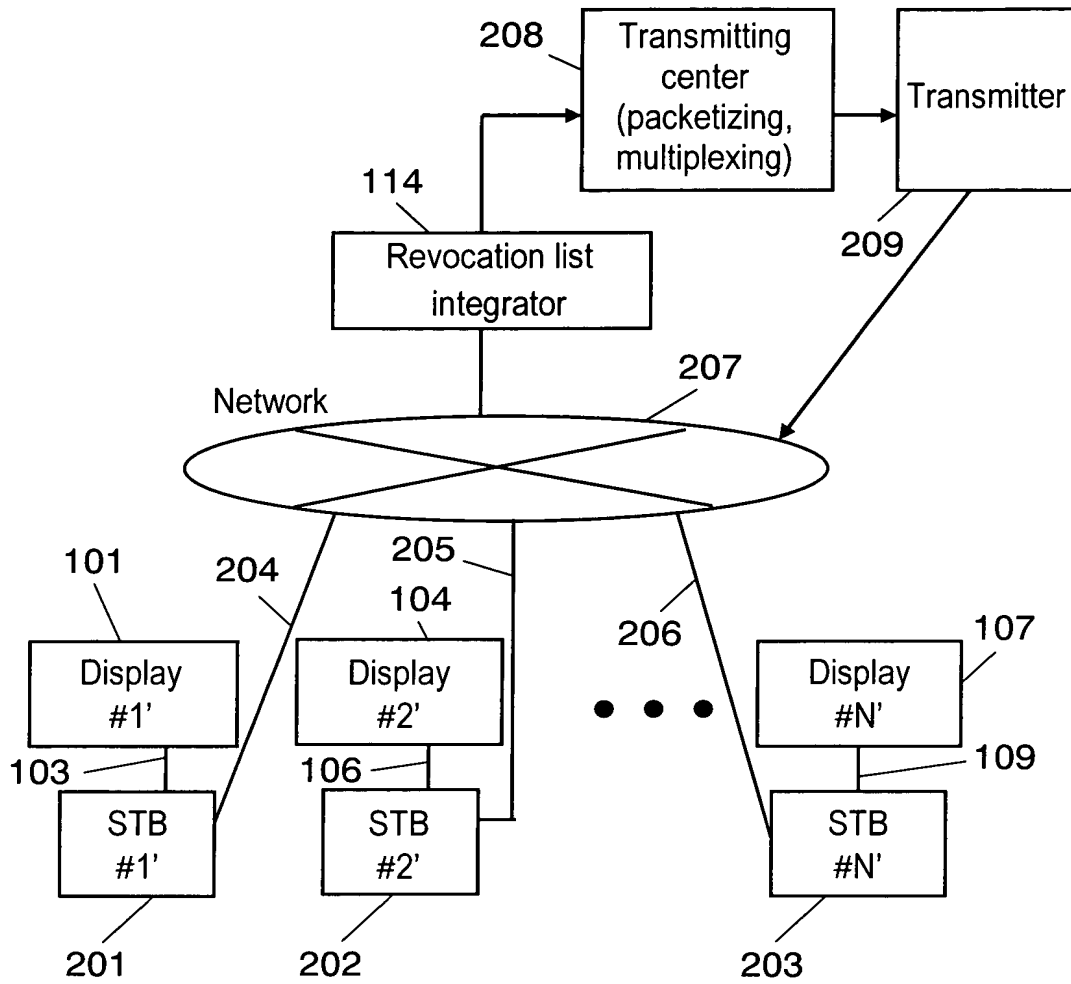 208
Transmitting
center
(packetizing,
multiplexing)
Transmitter
114
209
Revocation list
integrator
207
Network
205
101
204
104
206
107
Display
#1’
Display
#2’
Display
#N’
103
106
109
STB
#1’
STB
#2’
STB
#N’
201
202
203